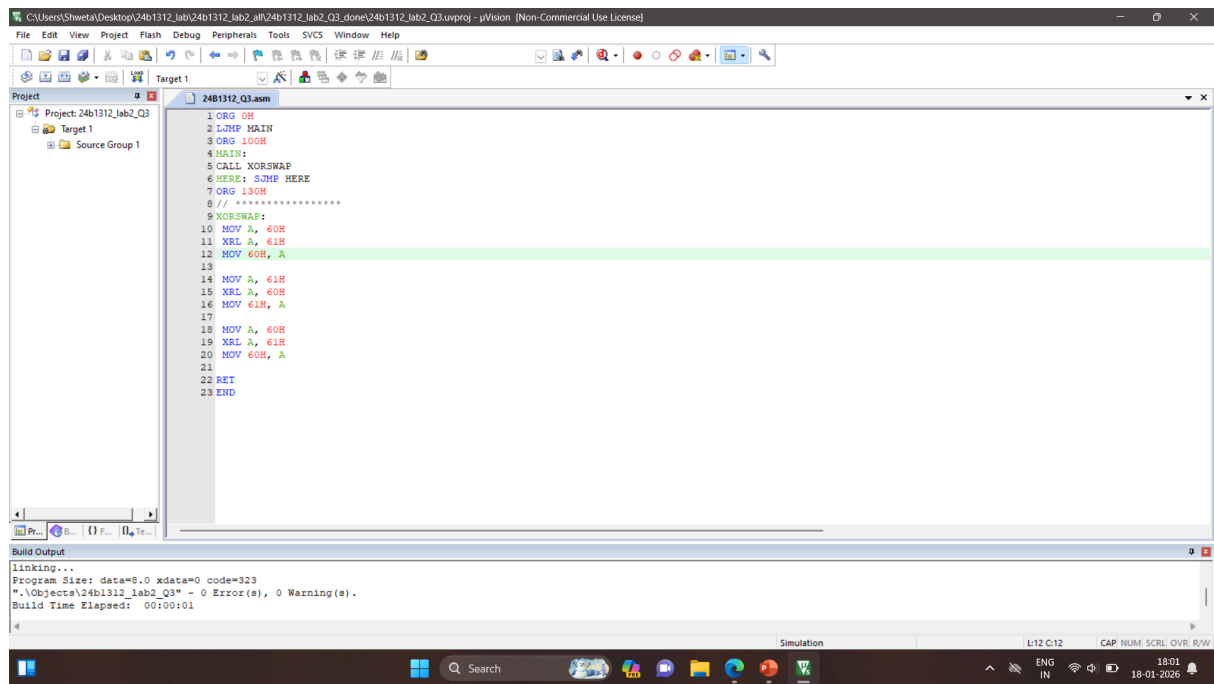 C:\Users\Shweta\Desktop\24b1312_lab\24b1312_lab2_all\24b1312_lab2_Q3_done\24b1312_lab2_Q3.uvproj - µVision [Non-Commercial Use License]
File Edit View Project Flash Debug Peripherals Tools SVCS Window Help
LOAD
Target 1
Project
Project: 24b1312_lab2_Q3
Target 1
Source Group 1
24B1312_Q3.asm
1 ORG 0H
2 LJMP MAIN
3 ORG 100H
4 MAIN:
5 CALL XORSWAP
6 HERE: SJMP HERE
7 ORG 130H
8 // *****************
9 XORSWAP:
10 MOV A, 60H
11 XRL A, 61H
12 MOV 60H, A
13
14 MOV A, 61H
15 XRL A, 60H
16 MOV 61H, A
17
18 MOV A, 60H
19 XRL A, 61H
20 MOV 60H, A
21
22 RET
23 END
Pr... B... {} F... 0 Te...
Build Output
linking...
Program Size: data=8.0 xdata=0 code=323
".\Objects\24b1312_lab2_Q3" - 0 Error(s), 0 Warning(s).
Build Time Elapsed: 00:00:01
Simulation L:12 C:12 CAP NUM SCRL OVR R/W
Search
ENG
IN
18:01
18-01-2026